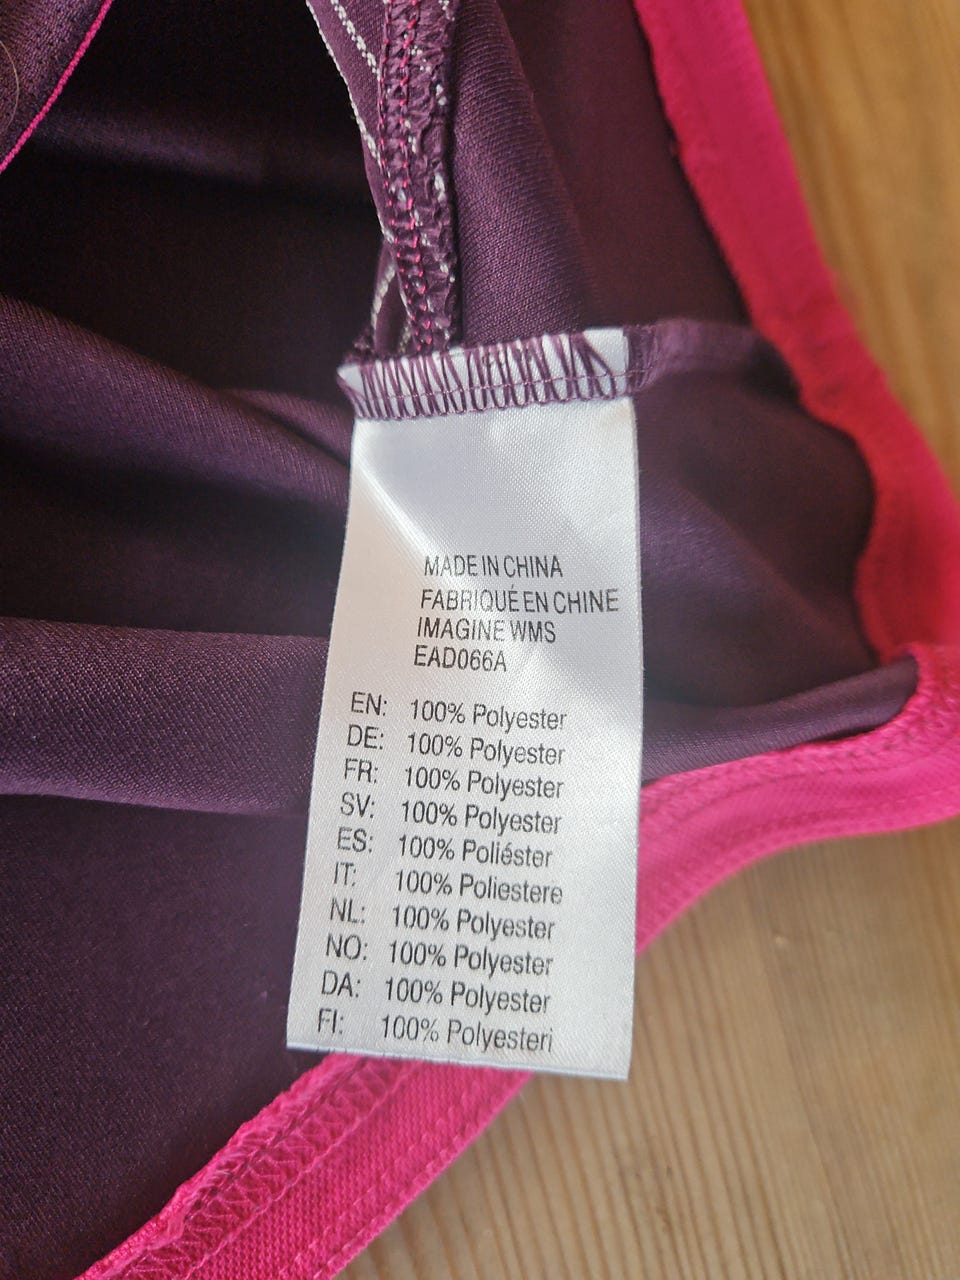 MADE IN CHINA
FABRIQUÉ EN CHINE
IMAGINE WMS
EAD066A
EN: 100% Polyester
DE: 100% Polyester
FR: 100% Polyester
SV: 100% Polyester
ES: 100% Poliéster
IT: 100% Poliestere
NL: 100% Polyester
NO: 100% Polyester
DA: 100% Polyester
FI: 100% Polyesteri